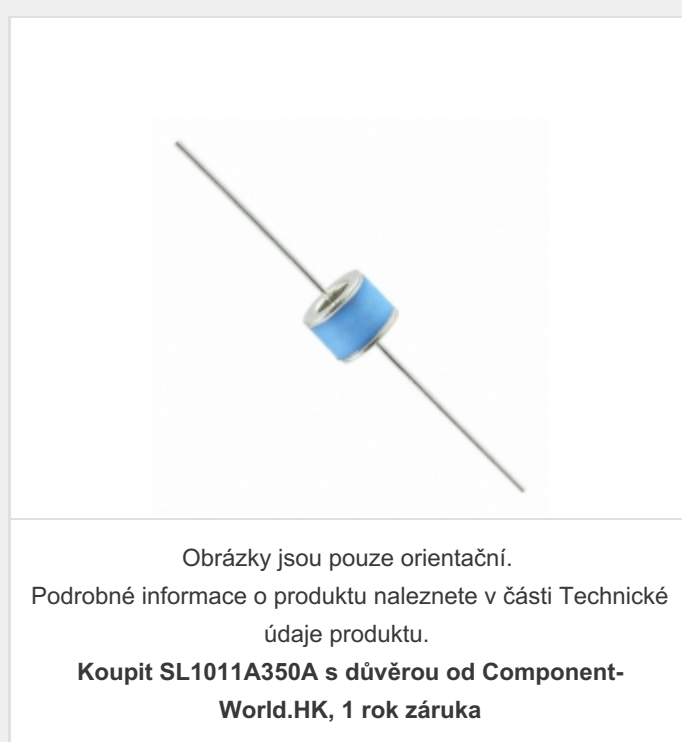 Obrázky jsou pouze orientační.
Podrobné informace o produktu naleznete v části Technické
údaje produktu.
Koupit SL1011A350A s důvěrou od Component-
World.HK, 1 rok záruka